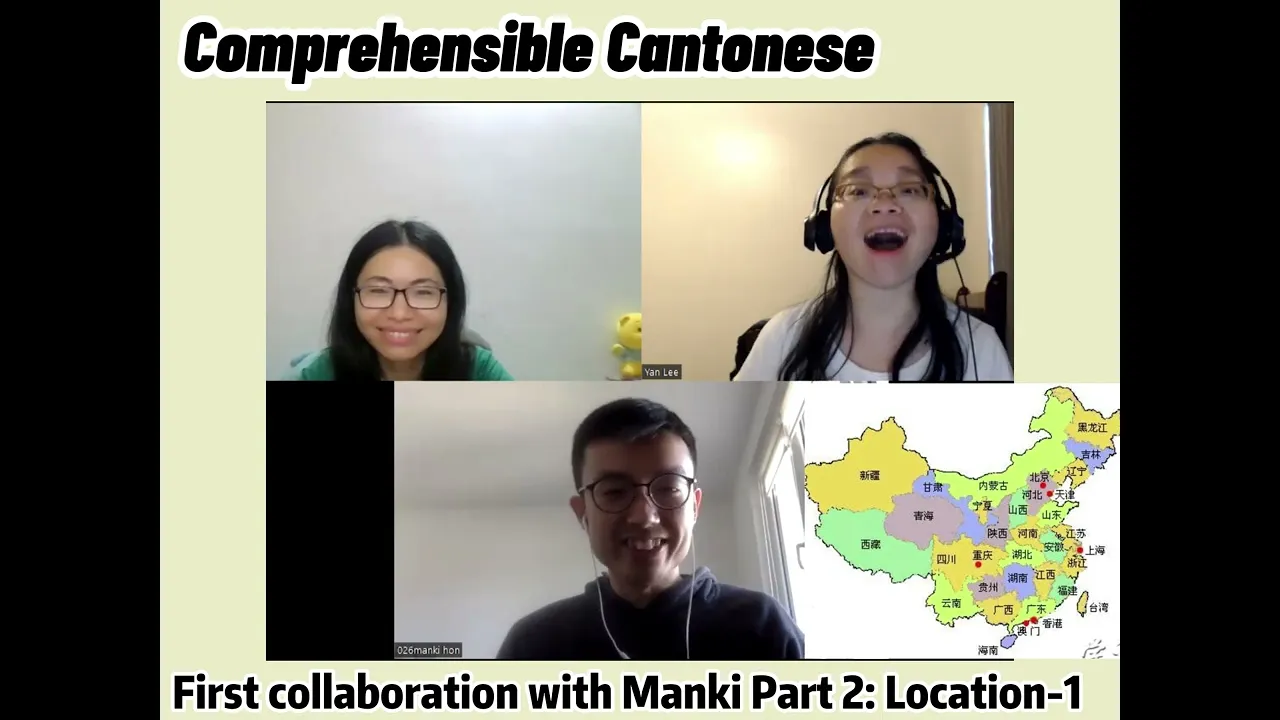 Comprehensible Cantonese
Yan Lee
026manki hon
黑龙江
吉林
辽宁
新疆
甘肃
内蒙古
北京
河北
天津
宁夏
山西
山东
青海
陕西
河南
江苏
西藏
四川
重庆
湖北
安徽
上海
浙江
贵州
湖南
江西
福建
云南
广西
广东
台湾
香港
澳门
海南
First collaboration with Manki Part 2: Location-1